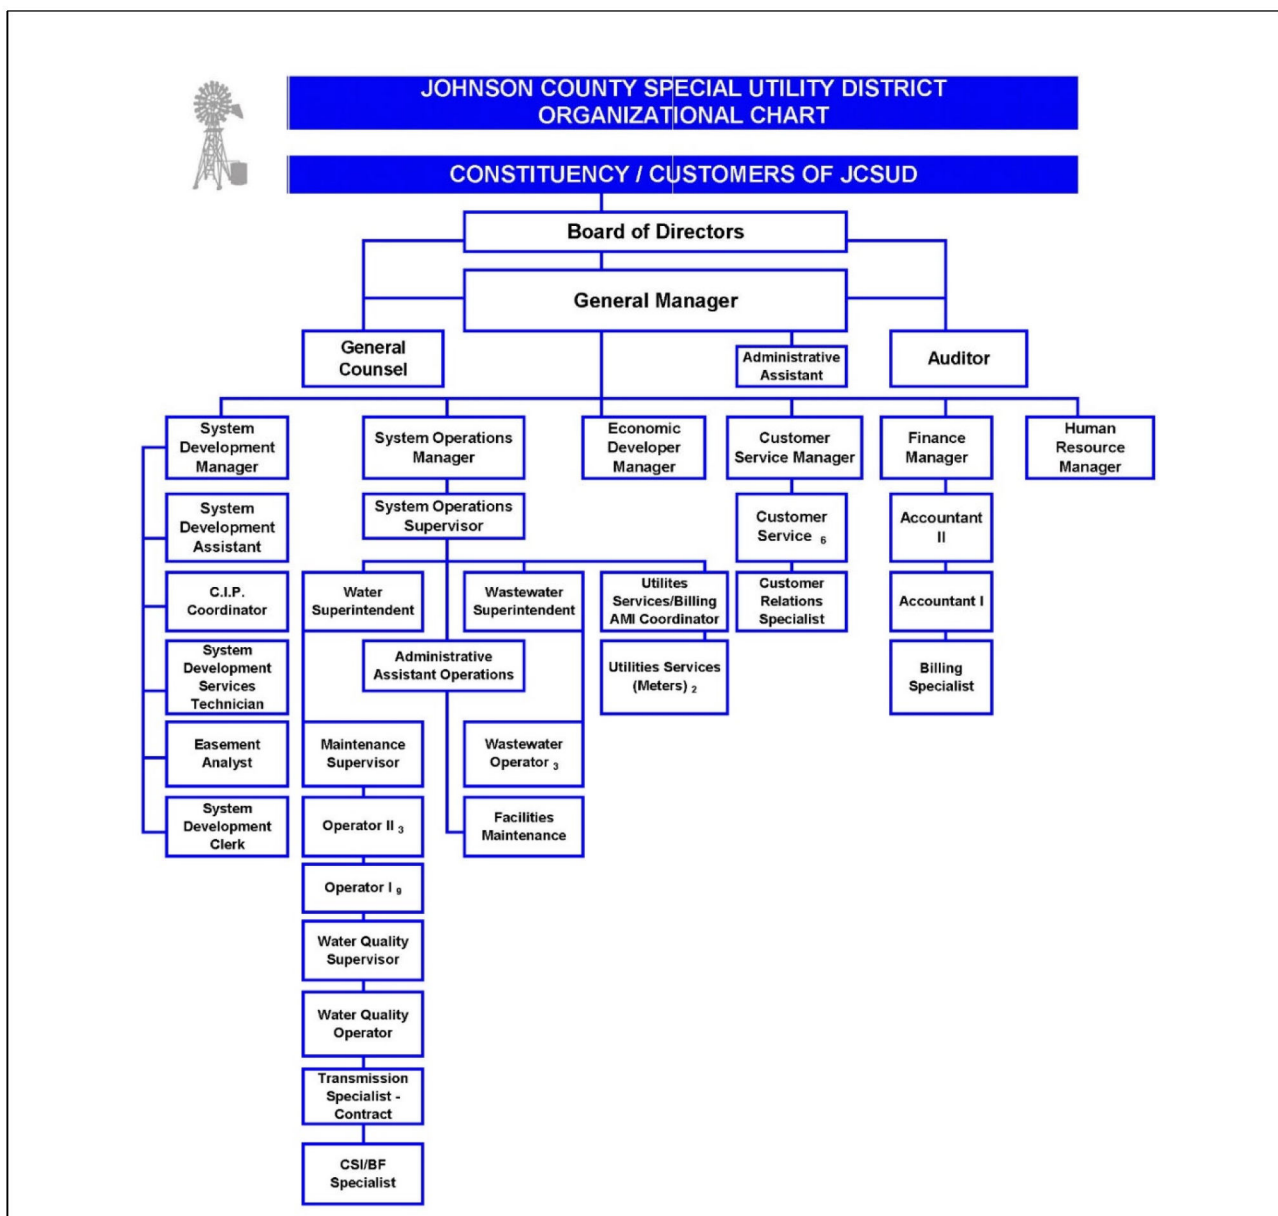 JOHNSON COUNTY SPECIAL UTILITY DISTRICT
ORGANIZATIONAL CHART
CONSTITUENCY / CUSTOMERS OF JCSUD
Board of Directors
General Manager
General
Counsel
Administrative
Assistant
Auditor
System
Development
Manager
System Operations
Manager
Economic
Developer
Manager
Customer
Service Manager
Finance
Manager
Human
Resource
Manager
System
Development
Assistant
System Operations
Supervisor
Customer
Service 6
Accountant
II
C.I.P.
Coordinator
Water
Superintendent
Wastewater
Superintendent
Utilites
Services/Billing
AMI Coordinator
Customer
Relations
Specialist
Accountant I
System
Development
Services
Technician
Administrative
Assistant Operations
Utilities Services
(Meters) 2
Billing
Specialist
Easement
Analyst
Maintenance
Supervisor
Wastewater
Operator 3
System
Development
Clerk
Operator II 3
Facilities
Maintenance
Operator I 9
Water Quality
Supervisor
Water Quality
Operator
Transmission
Specialist -
Contract
CSI/BF
Specialist